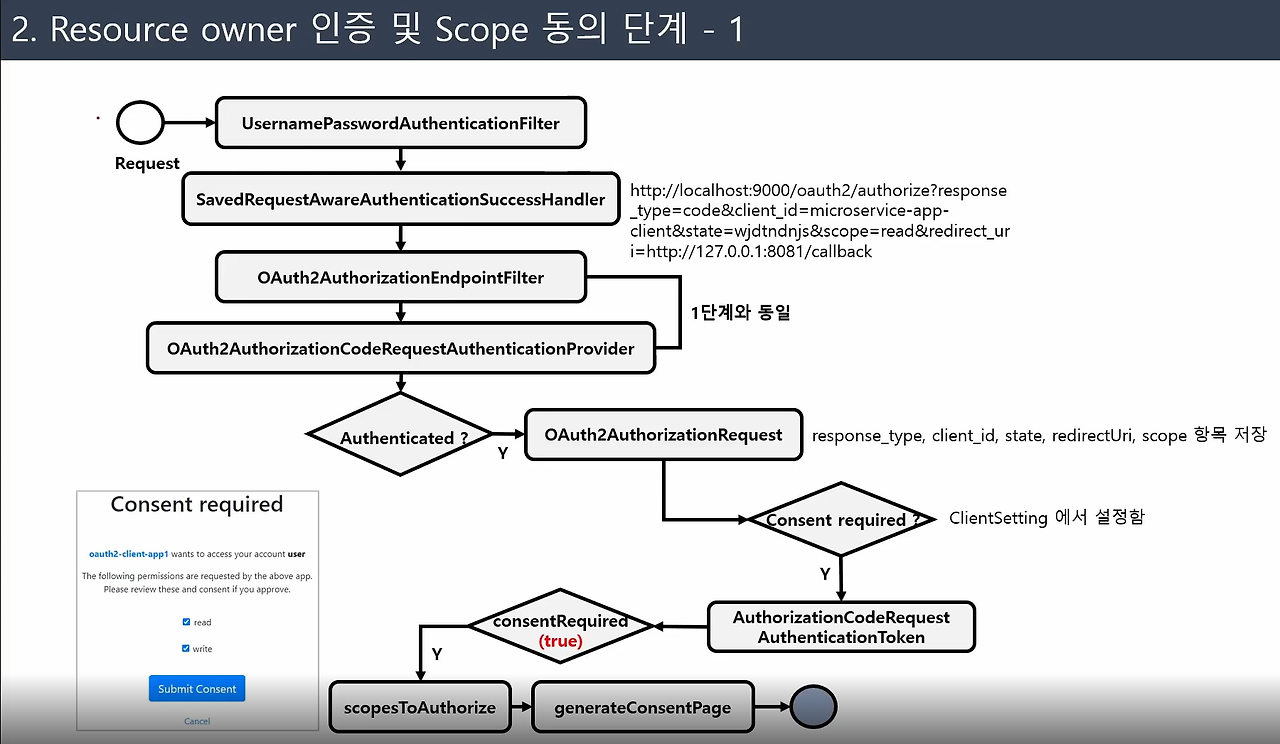 2. Resource owner 인증 및 Scope 동의 단계 - 1
UsernamePasswordAuthenticationFilter
Request
SavedRequestAwareAuthenticationSuccessHandler
http://localhost:9000/oauth2/authorize?response
_type=code&client_id=microservice-app-
client&state=wjdtndnjs&scope=read&redirect_ur
i=http://127.0.0.1:8081/callback
OAuth2AuthorizationEndpointFilter
1단계와 동일
OAuth2AuthorizationCodeRequestAuthenticationProvider
Authenticated ?
Y
OAuth2AuthorizationRequest
response_type, client_id, state, redirectUri, scope 항목 저장
Consent required ?
ClientSetting 에서 설정함
Y
AuthorizationCodeRequest
AuthenticationToken
consentRequired
(true)
Y
scopesToAuthorize
generateConsentPage
Consent required
oauth2-client-app1 wants to access your account user
The following permissions are requested by the above app.
Please review these and consent if you approve.
read
write
Submit Consent
Cancel